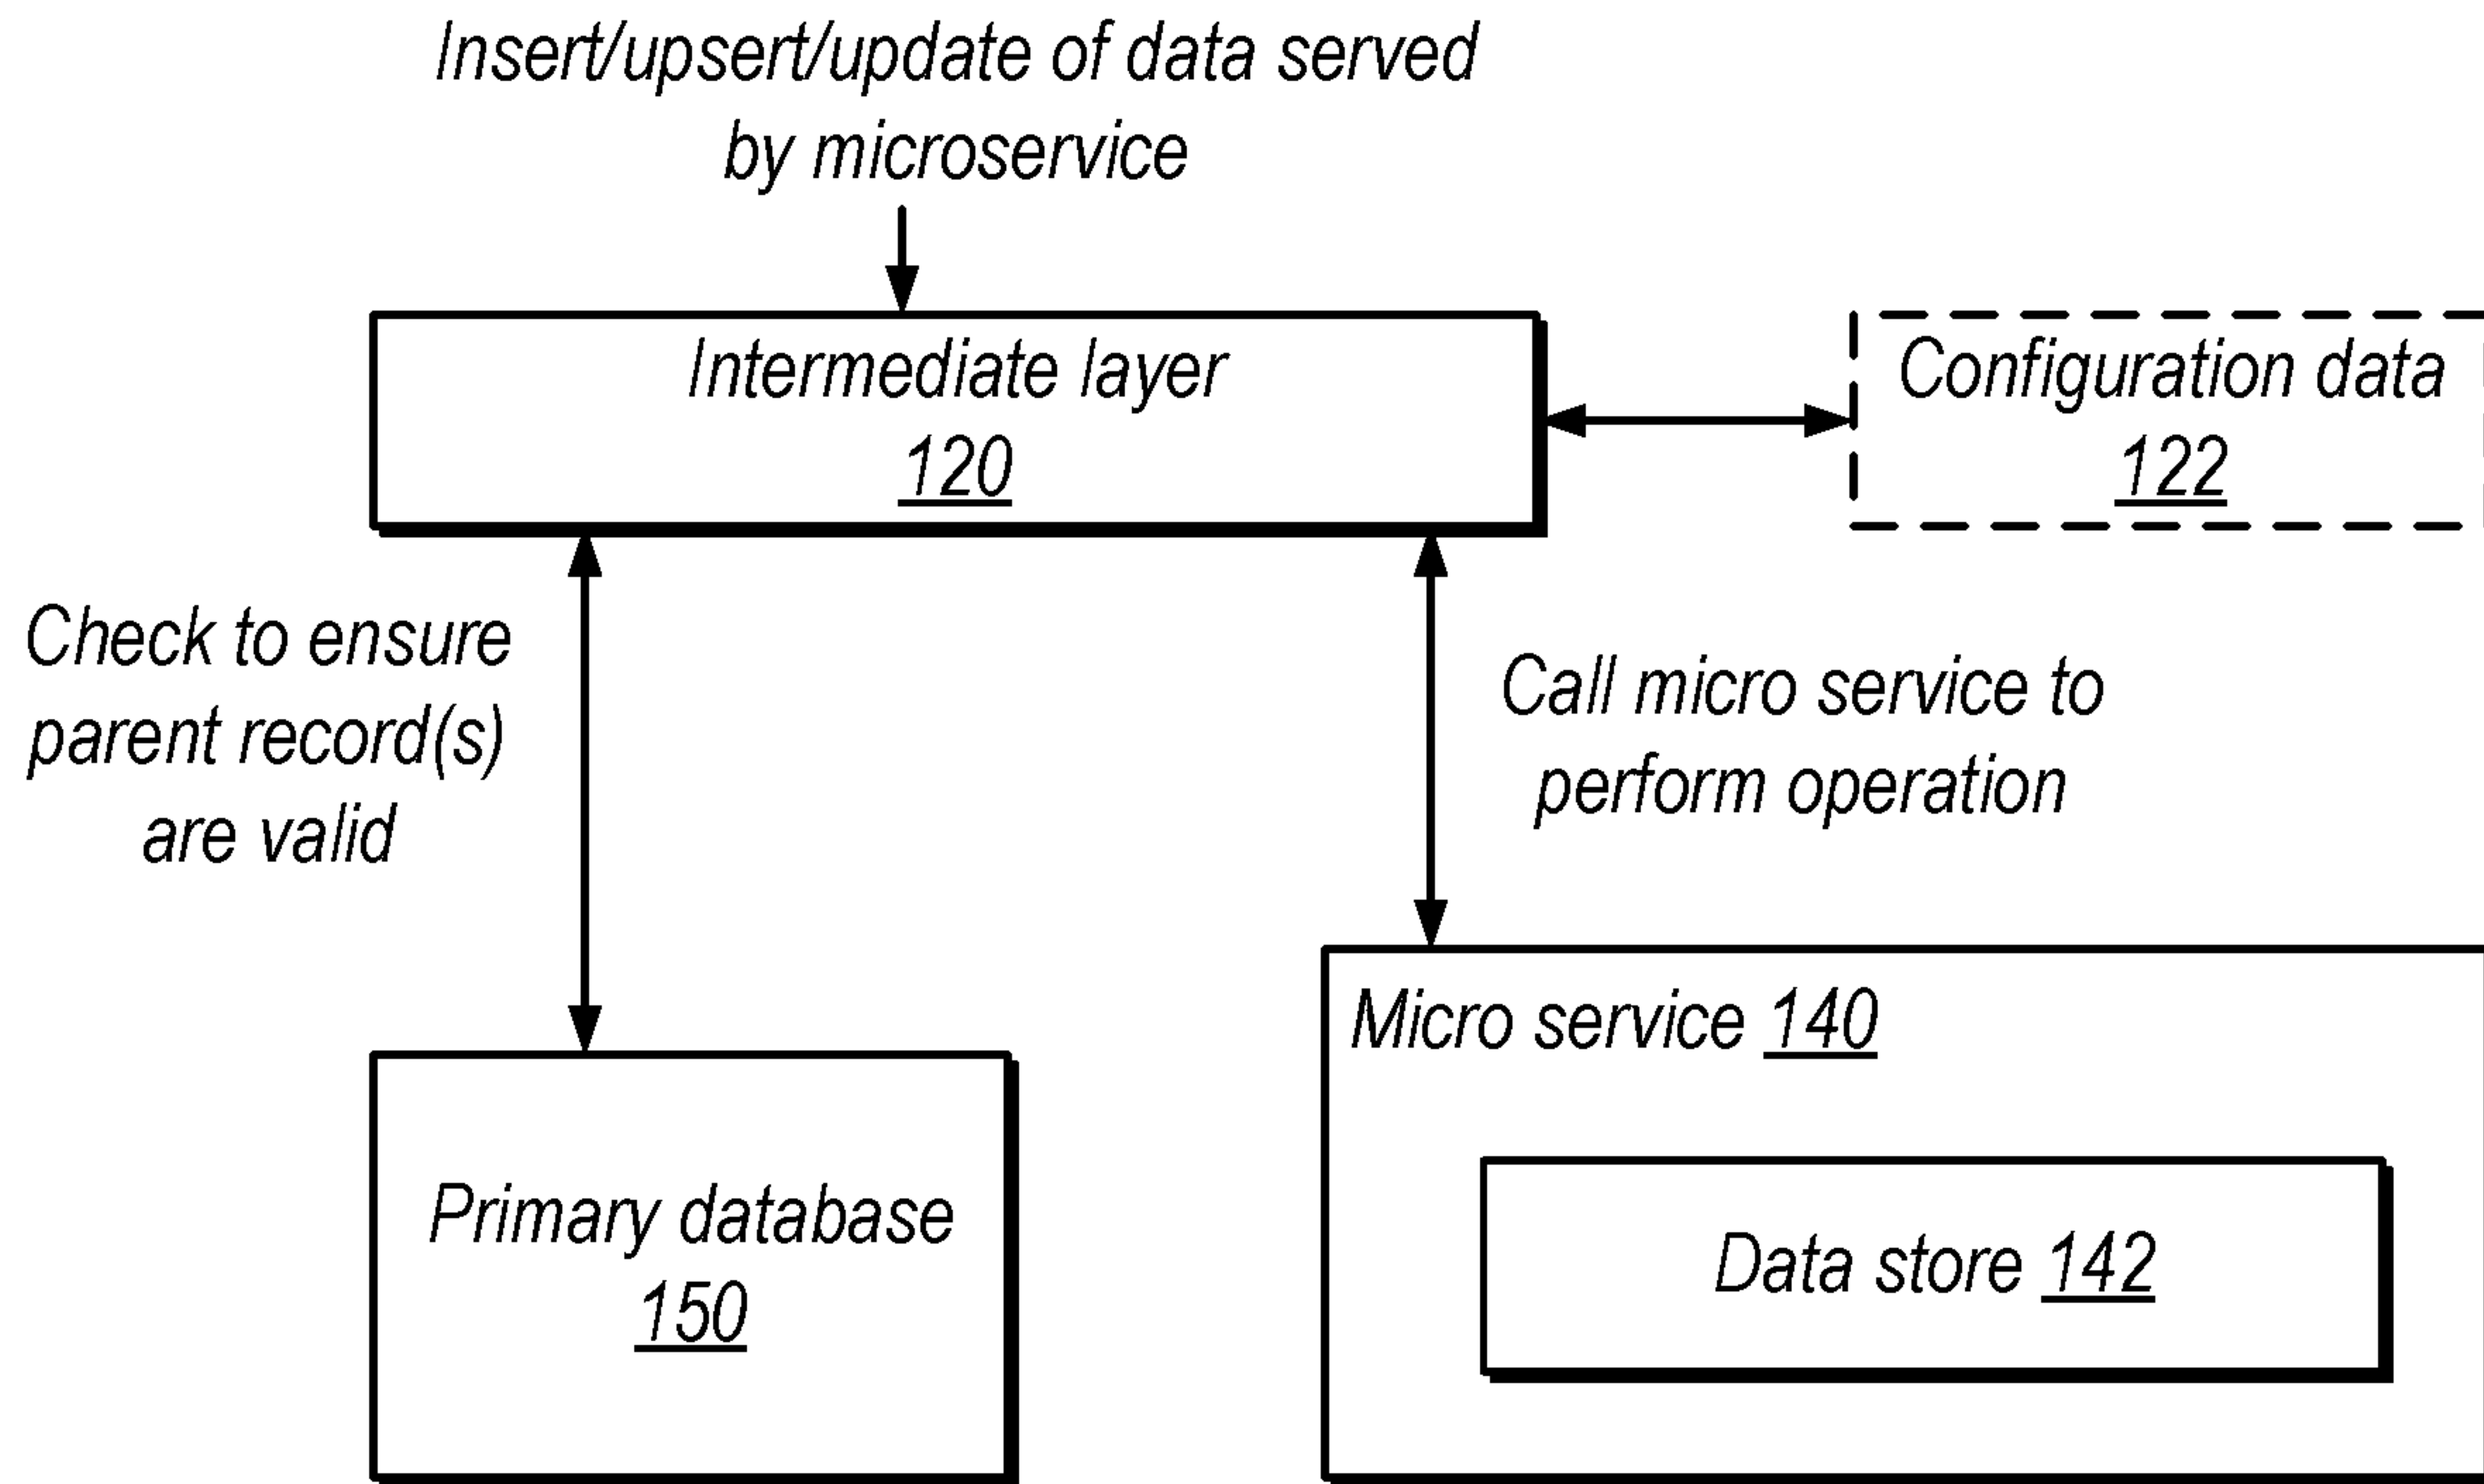 Insert/upsert/update of data served
by microservice
Intermediate layer
120
Configuration data
122
Check to ensure
parent record(s)
are valid
Call micro service to
perform operation
Micro service 140
Primary database
150
Data store 142